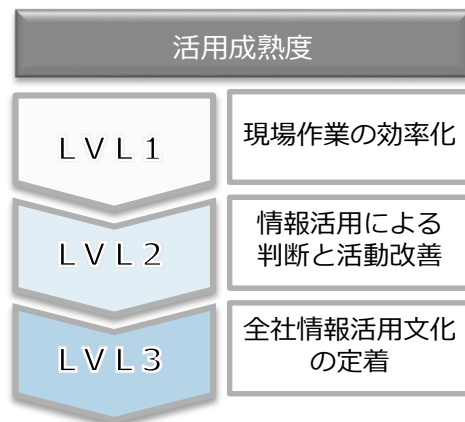 活用成熟度
ＬＶＬ１
現場作業の効率化
ＬＶＬ２
情報活用による
判断と活動改善
ＬＶＬ３
全社情報活用文化
の定着